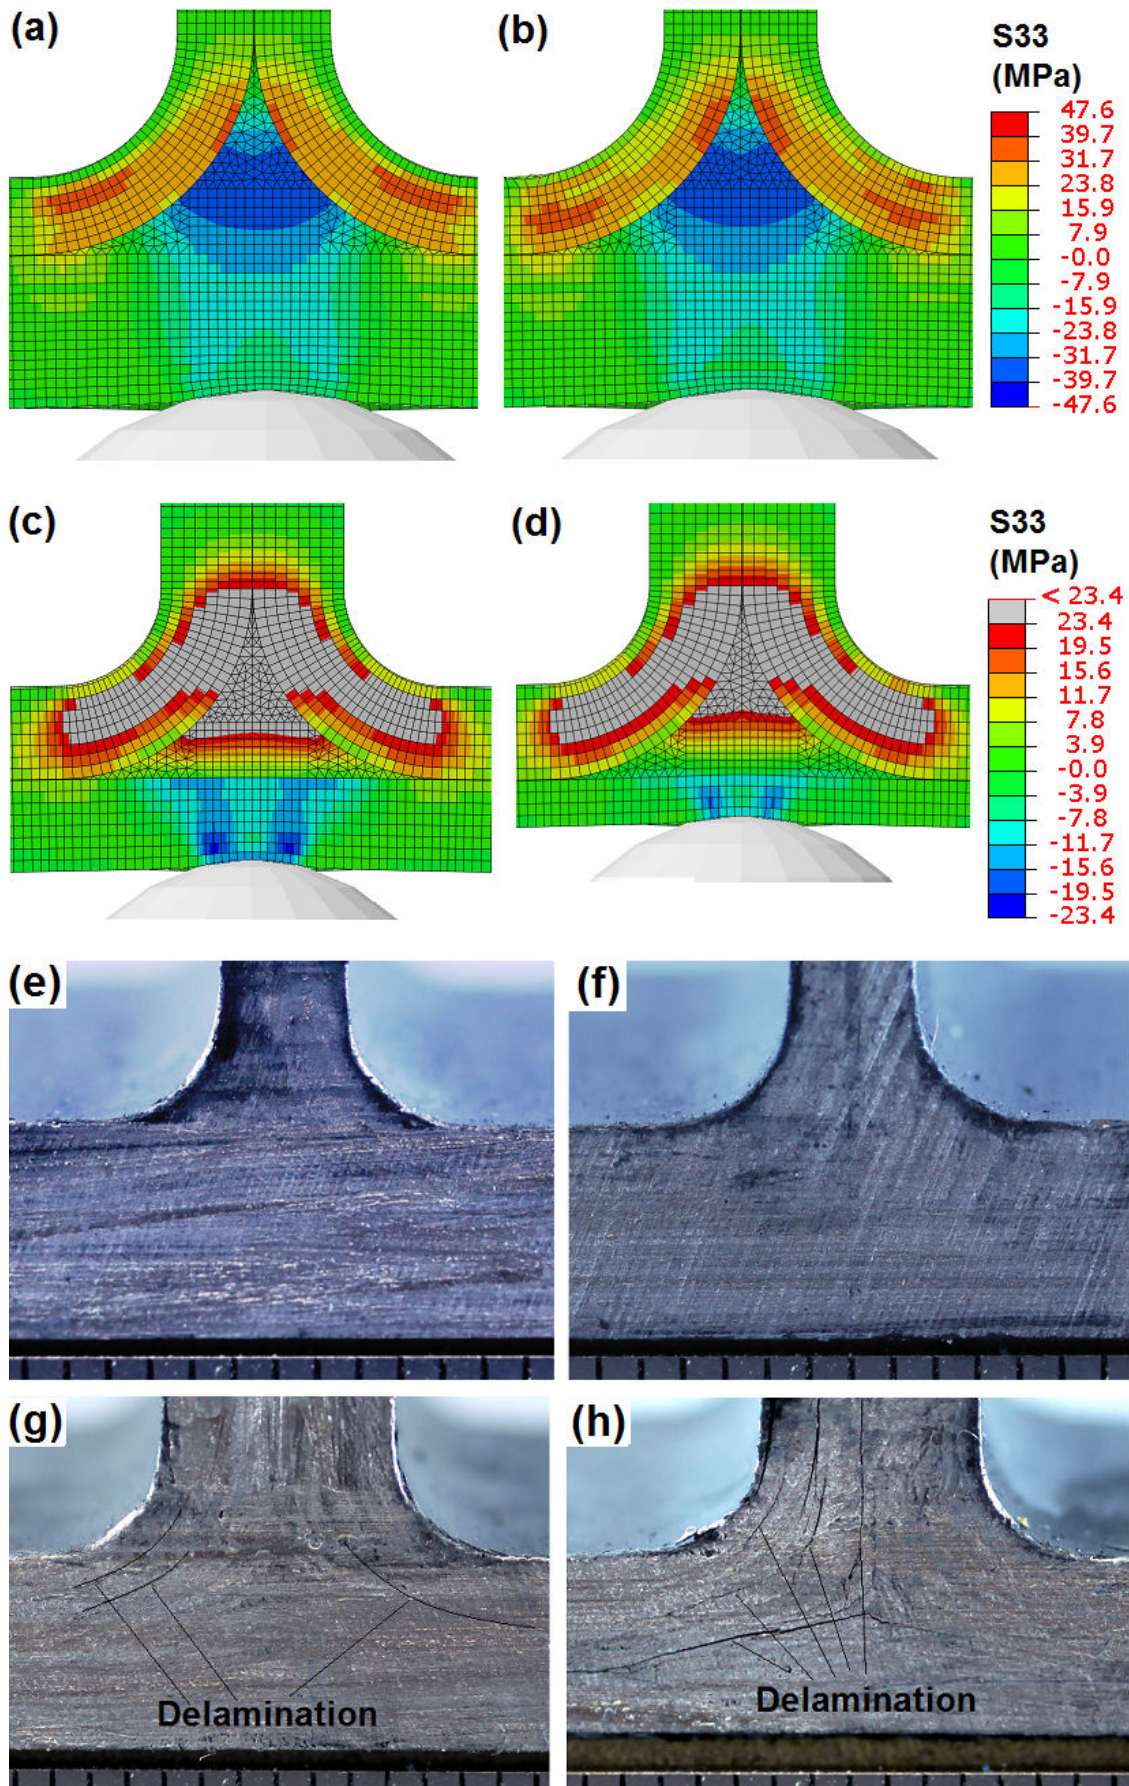 (a)
(b)
S33
(MPa)
47.6
39.7
31.7
23.8
15.9
7.9
-0.0
-7.9
-15.9
-23.8
-31.7
-39.7
-47.6
(c)
(d)
S33
(MPa)
< 23.4
23.4
19.5
15.6
11.7
7.8
3.9
-0.0
-3.9
-7.8
-11.7
-15.6
-19.5
-23.4
(e)
(f)
(g)
(h)
Delamination
Delamination